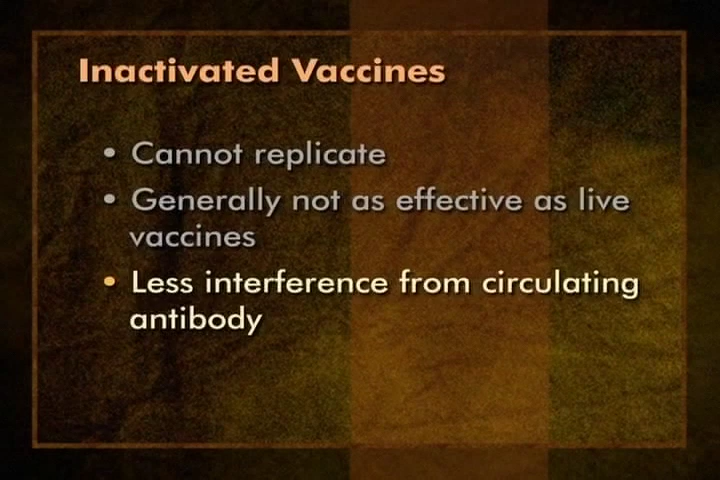 Inactivated Vaccines
• Cannot replicate
• Generally not as effective as live
vaccines
• Less interference from circulating
antibody